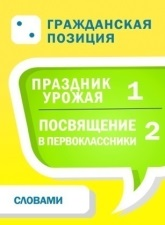 ГРАЖДАНСКАЯ
ПОЗИЦИЯ
ПРАЗДНИК
УРОЖАЯ 1
ПОСВЯЩЕНИЕ
В ПЕРВОКЛАССНИКИ 2
СЛОВАМИ